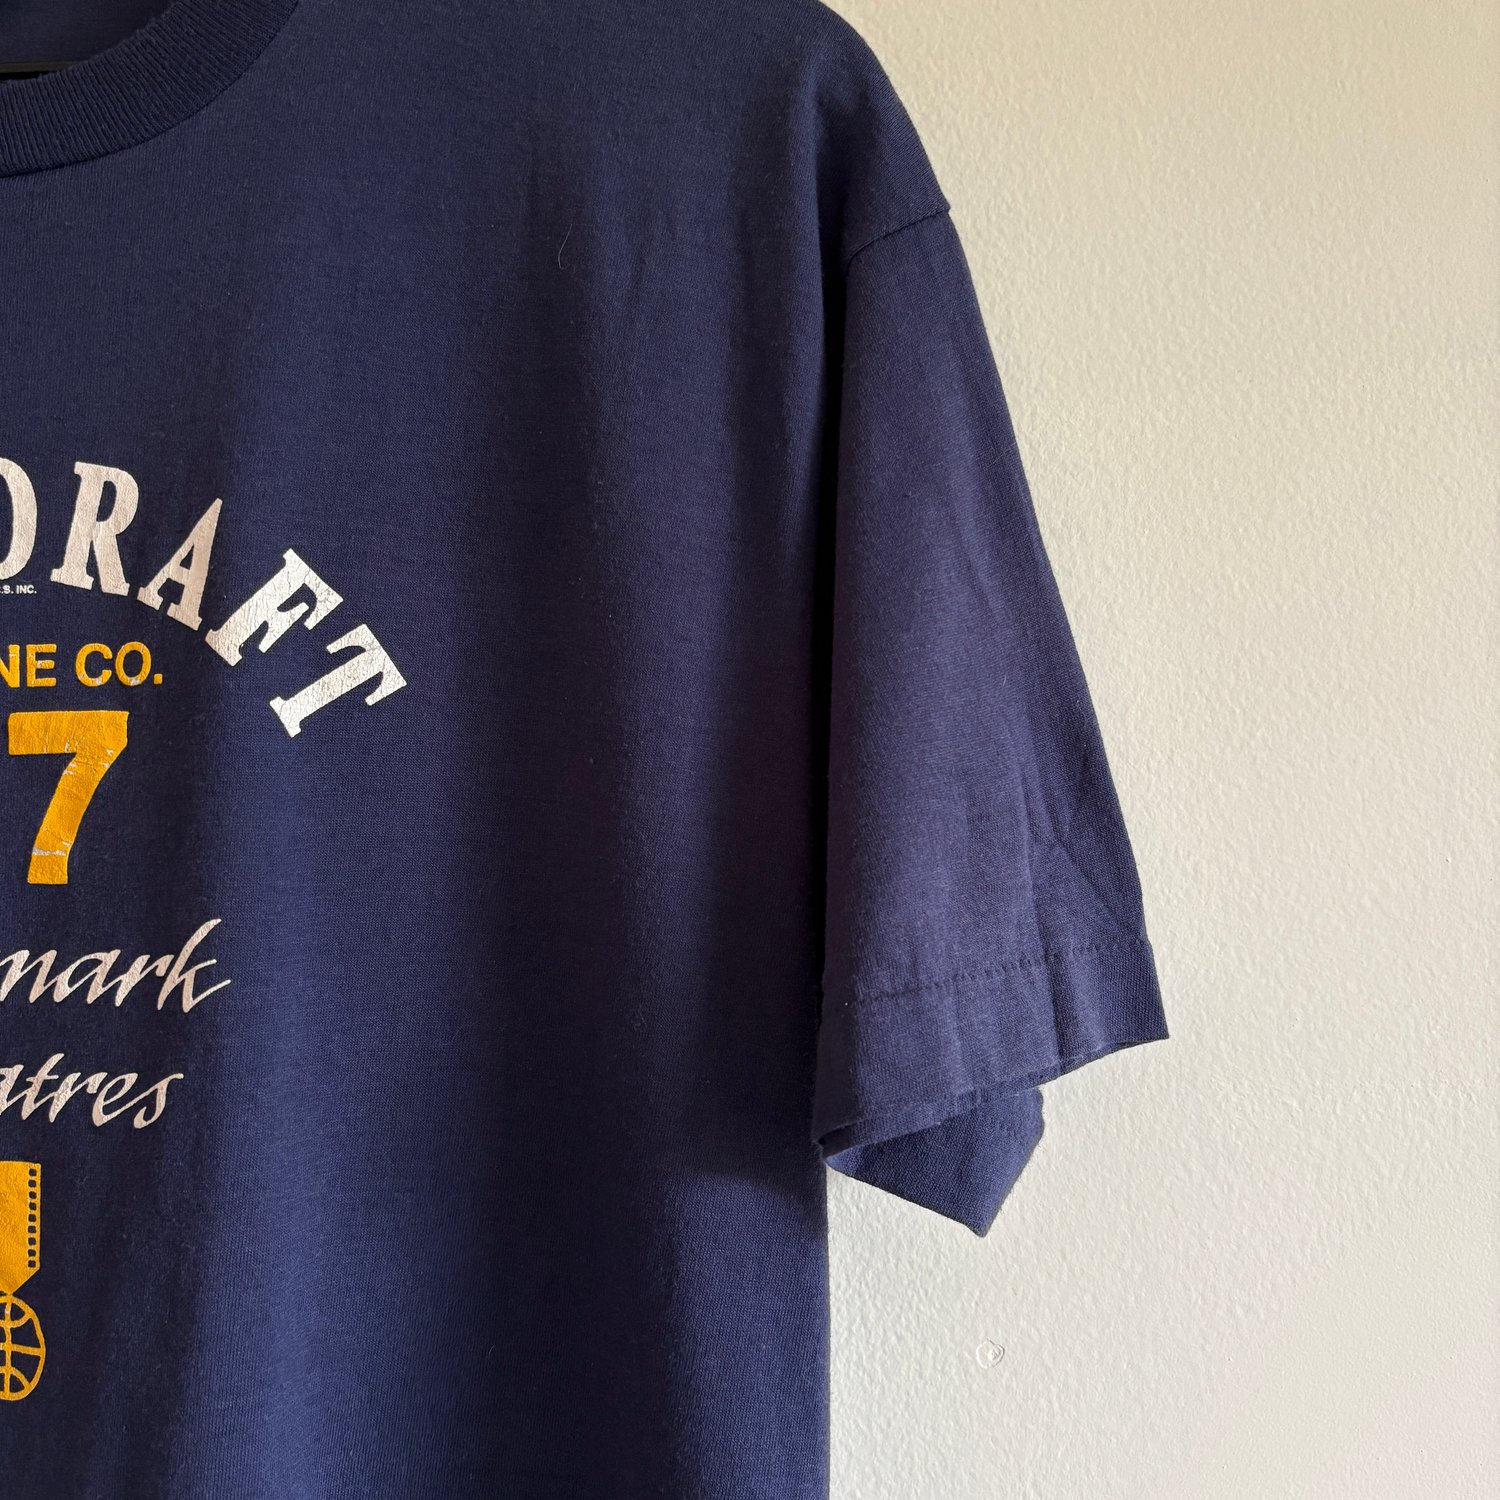 DRAFT
.S. INC.
NE CO.
7
mark
atres